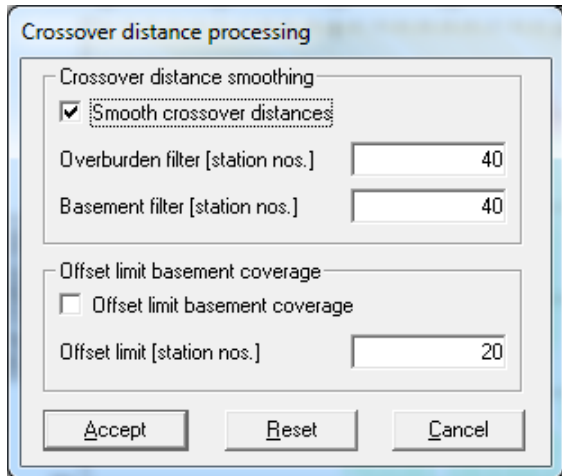 Crossover distance processing
Crossover distance smoothing
Smooth crossover distances
Overburden filter [station nos.] 40
Basement filter [station nos.] 40
Offset limit basement coverage
Offset limit basement coverage
Offset limit [station nos.] 20
Accept Reset Cancel